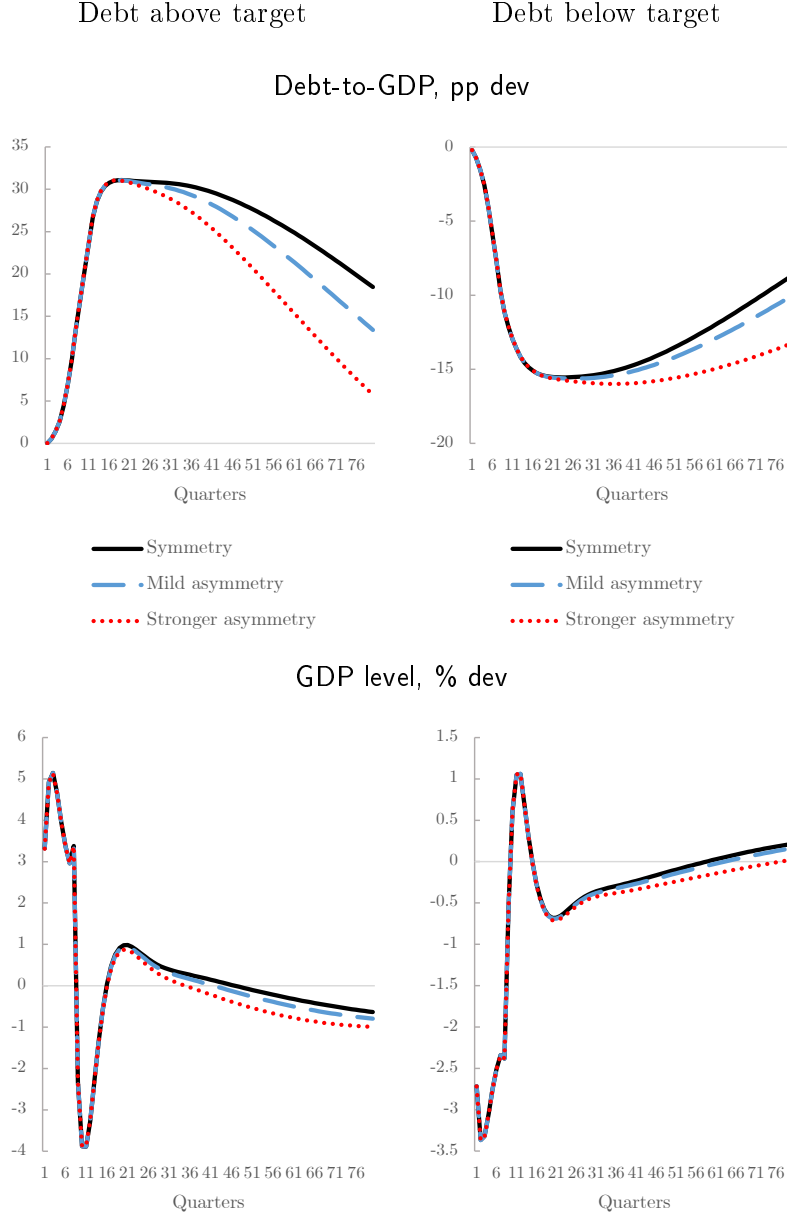 Debt above target
Debt below target
Debt-to-GDP, pp dev
35
30
25
20
15
10
5
0
1 6 11 16 21 26 31 36 41 46 51 56 61 66 71 76
Quarters
Symmetry
Mild asymmetry
Stronger asymmetry
0
-5
-10
-15
-20
1 6 11 16 21 26 31 36 41 46 51 56 61 66 71 76
Quarters
Symmetry
Mild asymmetry
Stronger asymmetry
GDP level, % dev
6
5
4
3
2
1
0
-1
-2
-3
-4
1 6 11 16 21 26 31 36 41 46 51 56 61 66 71 76
Quarters
1.5
1
0.5
0
-0.5
-1
-1.5
-2
-2.5
-3
-3.5
1 6 11 16 21 26 31 36 41 46 51 56 61 66 71 76
Quarters